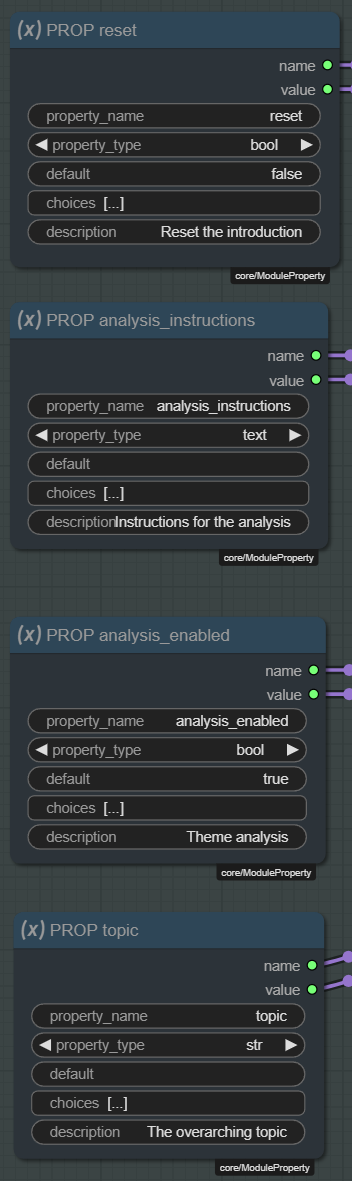 (x) PROP reset
name
value
property_name reset
property_type bool
default false
choices [...]
description Reset the introduction
core/ModuleProperty
(x) PROP analysis_instructions
name
value
property_name analysis_instructions
property_type text
default
choices [...]
descriptionInstructions for the analysis
core/ModuleProperty
(x) PROP analysis_enabled
name
value
property_name analysis_enabled
property_type bool
default true
choices [...]
description Theme analysis
core/ModuleProperty
(x) PROP topic
name
value
property_name topic
property_type str
default
choices [...]
description The overarching topic
core/ModuleProperty